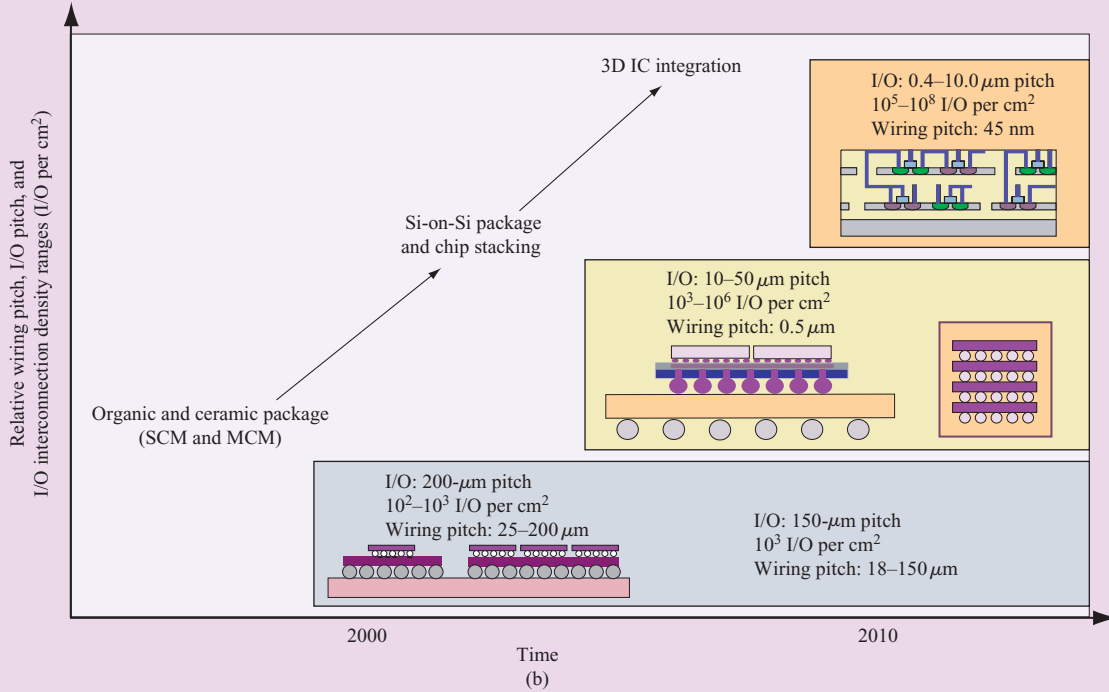 Relative wiring pitch, I/O pitch, and
I/O interconnection density ranges (I/O per cm²)
3D IC integration
I/O: 0.4–10.0 μm pitch
10⁵–10⁸ I/O per cm²
Wiring pitch: 45 nm
Si-on-Si package
and chip stacking
I/O: 10–50 μm pitch
10³–10⁶ I/O per cm²
Wiring pitch: 0.5 μm
Organic and ceramic package
(SCM and MCM)
I/O: 200-μm pitch
10²–10³ I/O per cm²
Wiring pitch: 25–200 μm
I/O: 150-μm pitch
10³ I/O per cm²
Wiring pitch: 18–150 μm
2000
2010
Time
(b)